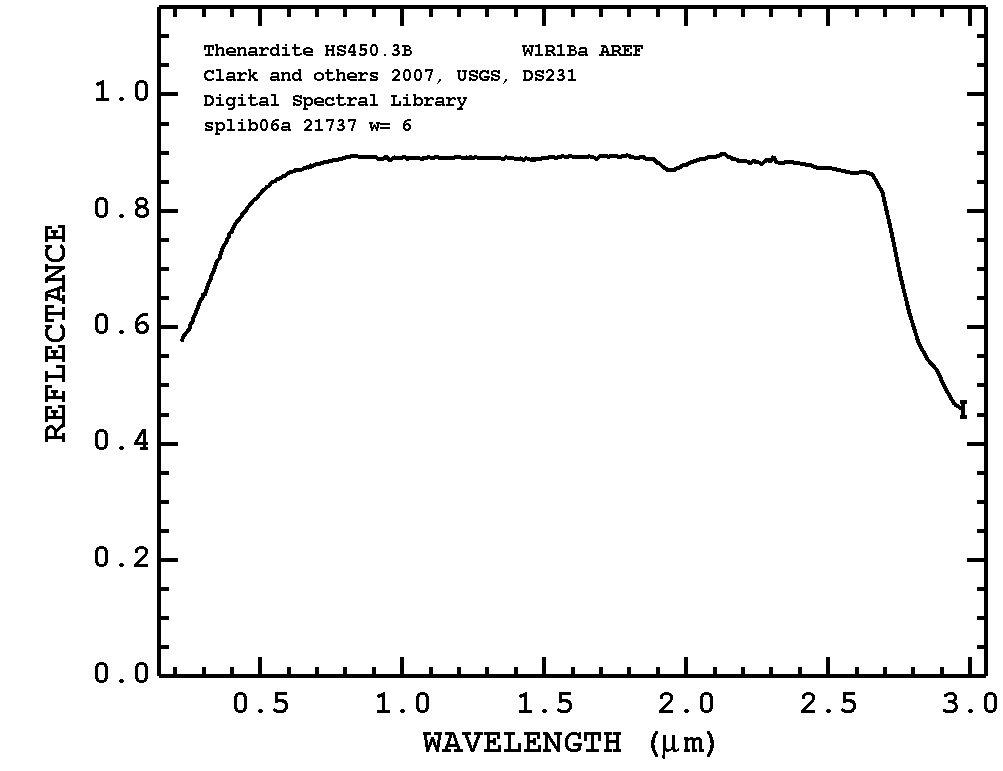 Thenardite HS450.3B W1R1Ba AREF
Clark and others 2007, USGS, DS231
Digital Spectral Library
splib06a 21737 w= 6
1.0
0.8
0.6
0.4
0.2
0.0
REFLECTANCE
0.5 1.0 1.5 2.0 2.5 3.0
WAVELENGTH (μm)